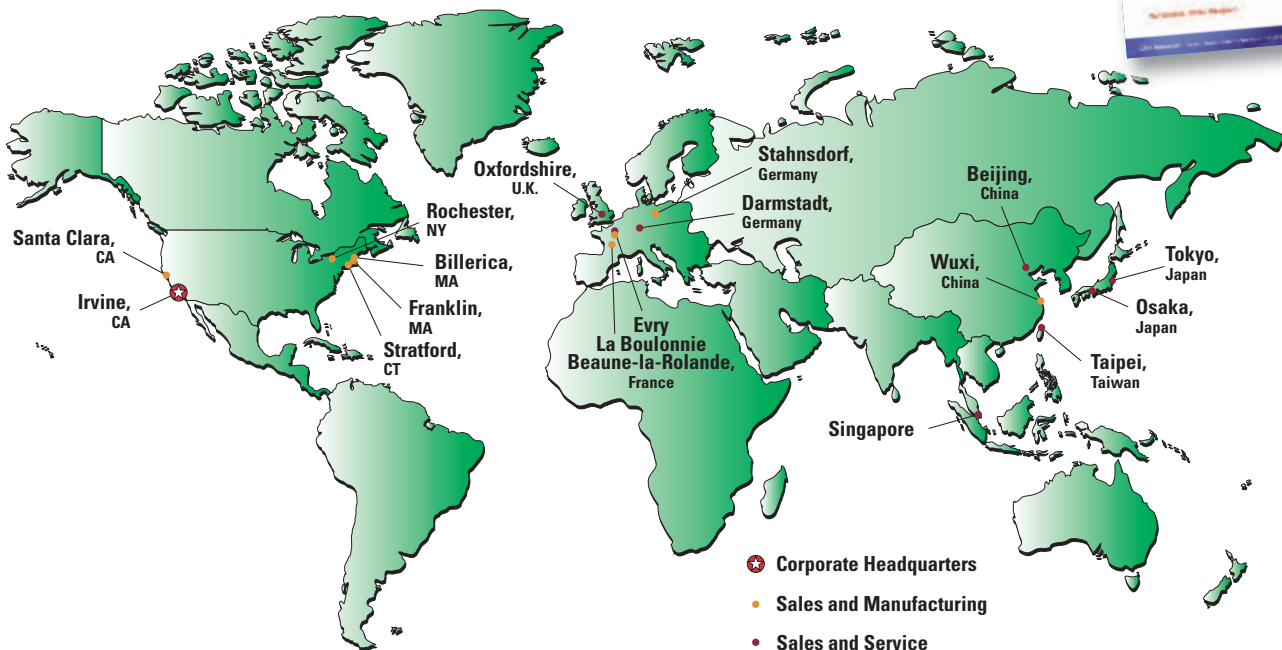 Oxfordshire,
U.K.
Stahnsdorf,
Germany
Beijing,
China
Rochester,
NY
Darmstadt,
Germany
Santa Clara,
CA
Billerica,
MA
Wuxi,
China
Tokyo,
Japan
Irvine,
CA
Franklin,
MA
Osaka,
Japan
Stratford,
CT
Evry
La Boulonnie
Beaune-la-Rolande,
France
Taipei,
Taiwan
Singapore
Corporate Headquarters
Sales and Manufacturing
Sales and Service